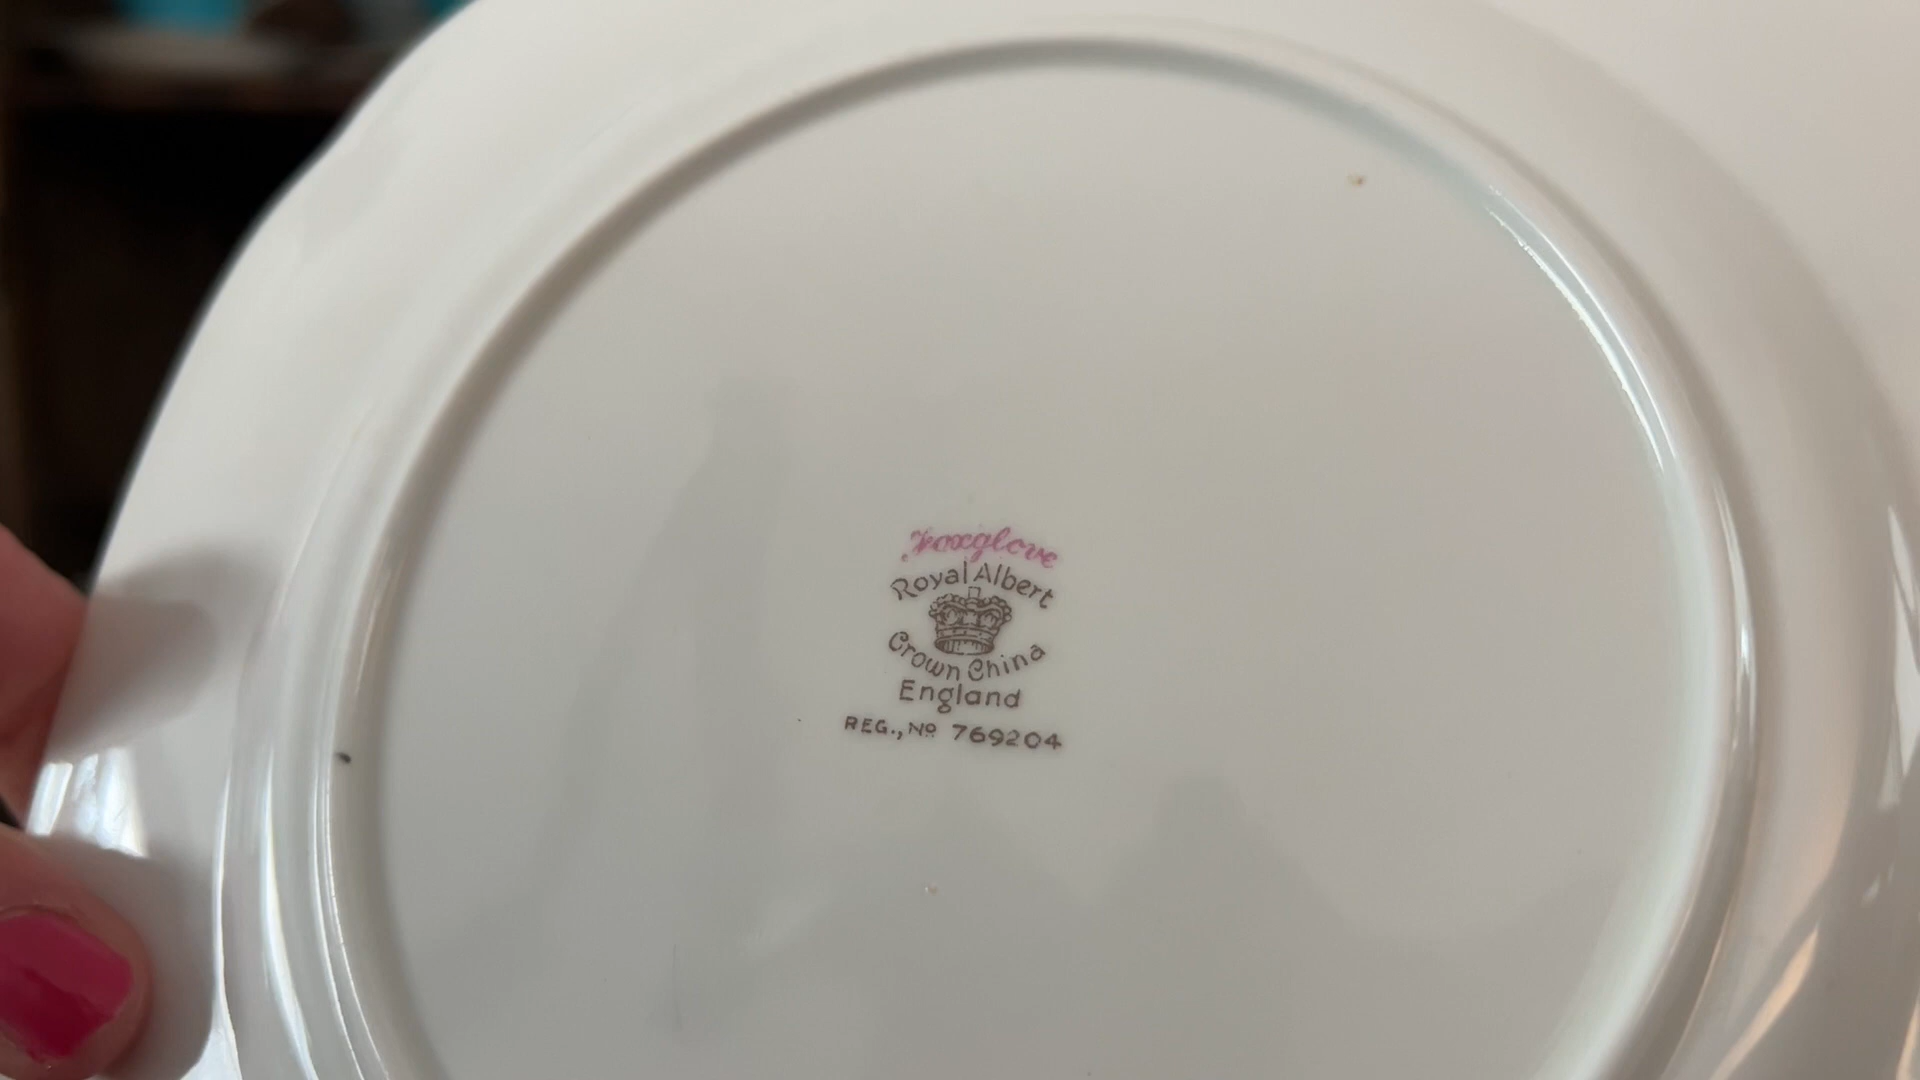 Foxglove
Royal Albert
Crown China
England
REG., Nº 769204